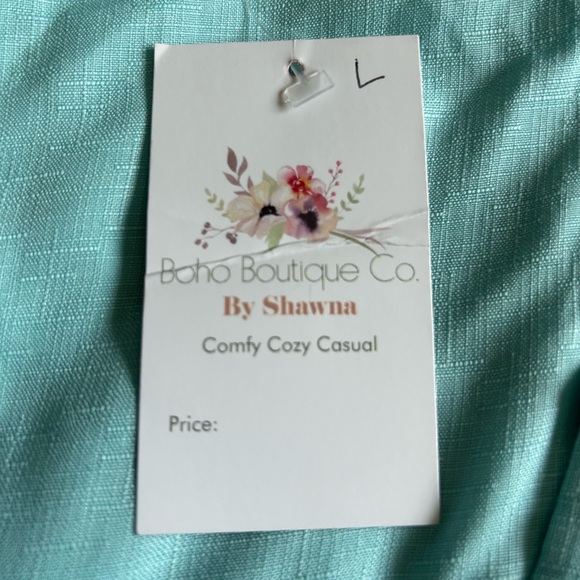 L
Boho Boutique Co.
By Shawna
Comfy Cozy Casual
Price: